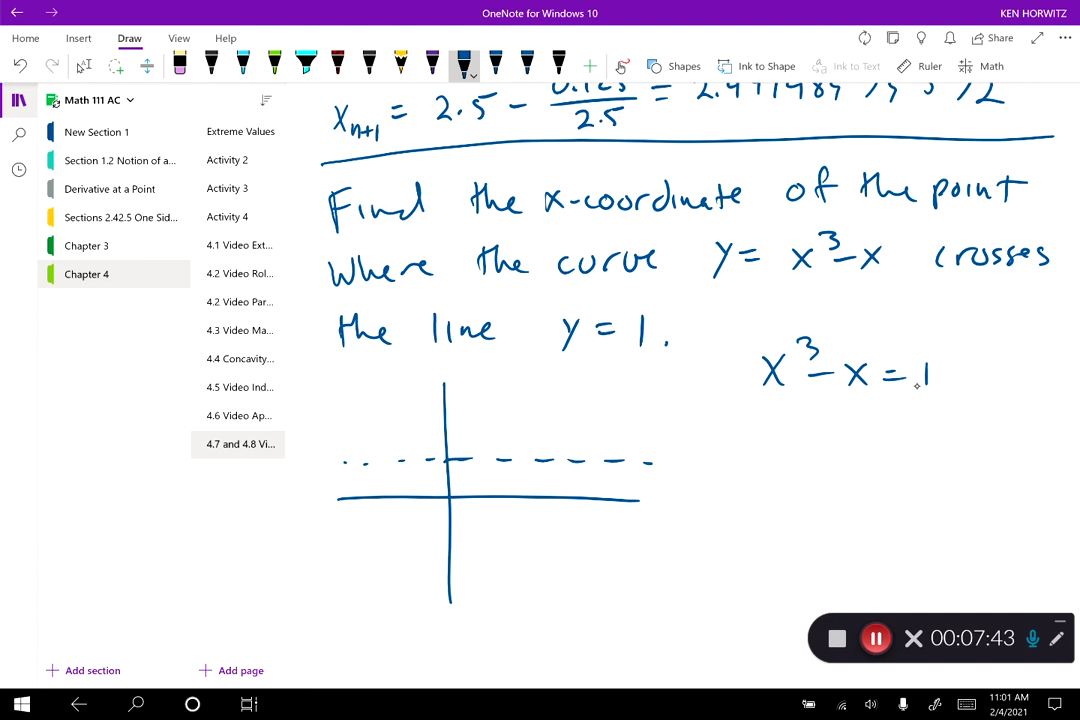 OneNote for Windows 10
KEN HORWITZ
Home Insert Draw View Help
Share
Shapes Ink to Shape Ink to Text Ruler Math
Math 111 AC
New Section 1
Section 1.2 Notion of a...
Derivative at a Point
Sections 2.42.5 One Sid...
Chapter 3
Chapter 4
Extreme Values
Activity 2
Activity 3
Activity 4
4.1 Video Ext...
4.2 Video Rol...
4.2 Video Par...
4.3 Video Ma...
4.4 Concavity...
4.5 Video Ind...
4.6 Video Ap...
4.7 and 4.8 Vi...
Add section
Add page
xₙ₊₁ = 2.5 - 0.125/2.5 =
Find the x-coordinate of the point
where the curve y = x³-x crosses
the line y = 1.
x³ - x = 1
00:07:43
11:01 AM
2/4/2021